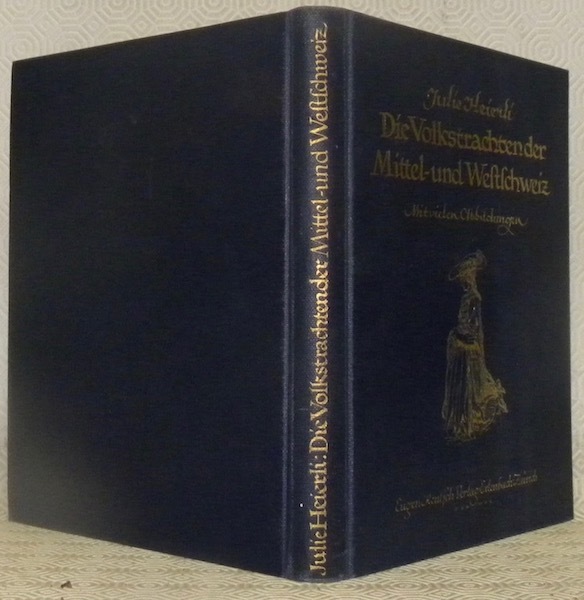 Julie Heierli: Die Volkstrachten der Mittel- und Westschweiz
Julie Heierli
Die Volkstrachten der
Mittel- und Westschweiz
Mit vielen Abbildungen
Eugen Rentsch Verlag Erlenbach-Zürich